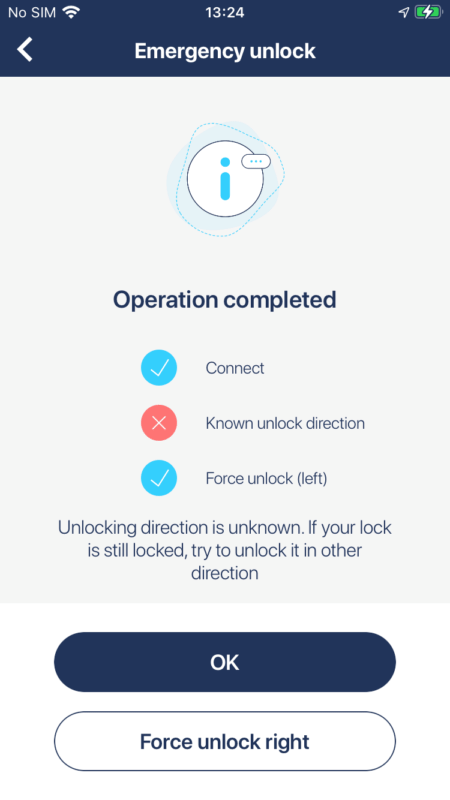 No SIM 13:24
Emergency unlock
Operation completed
Connect
Known unlock direction
Force unlock (left)
Unlocking direction is unknown. If your lock
is still locked, try to unlock it in other
direction
OK
Force unlock right